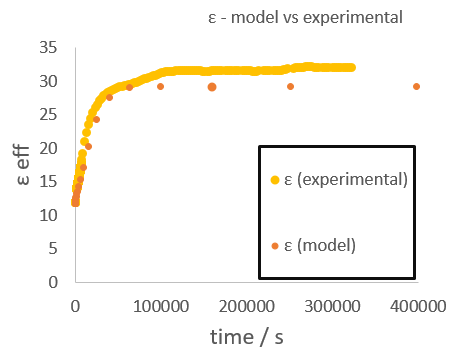 ε - model vs experimental
35
30
25
20
15
10
5
0
ε eff
ε (experimental)
ε (model)
0 100000 200000 300000 400000
time / s